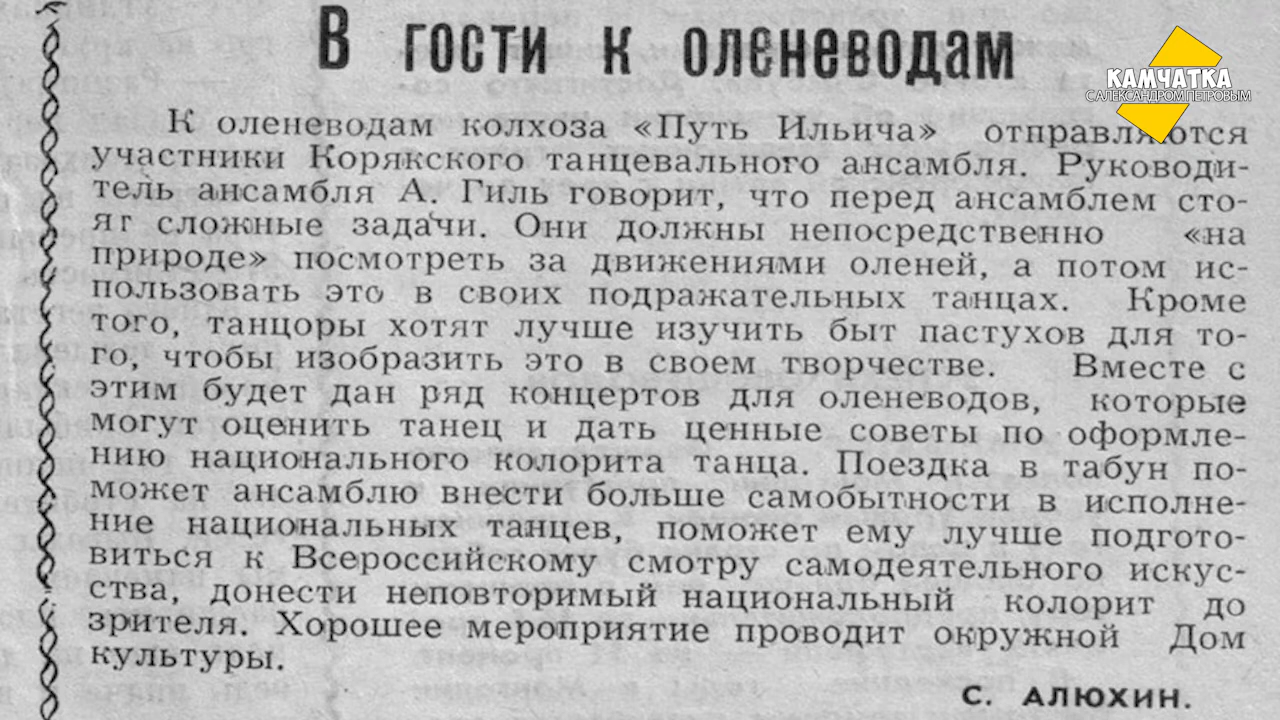 В гости к оленеводам
КАМЧАТКА
С АЛЕКСАНДРОМ ПЕТРОВЫМ
К оленеводам колхоза «Путь Ильича» отправляются
участники Корякского танцевального ансамбля. Руководи-
тель ансамбля А. Гиль говорит, что перед ансамблем сто-
ят сложные задачи. Они должны непосредственно «на
природе» посмотреть за движениями оленей, а потом ис-
пользовать это в своих подражательных танцах. Кроме
того, танцоры хотят лучше изучить быт пастухов для то-
го, чтобы изобразить это в своем творчестве. Вместе с
этим будет дан ряд концертов для оленеводов, которые
могут оценить танец и дать ценные советы по оформле-
нию национального колорита танца. Поездка в табун по-
может ансамблю внести больше самобытности в исполне-
ние национальных танцев, поможет ему лучше подгото-
виться к Всероссийскому смотру самодеятельного искус-
ства, донести неповторимый национальный колорит до
зрителя. Хорошее мероприятие проводит окружной Дом
культуры.
С. АЛЮХИН.